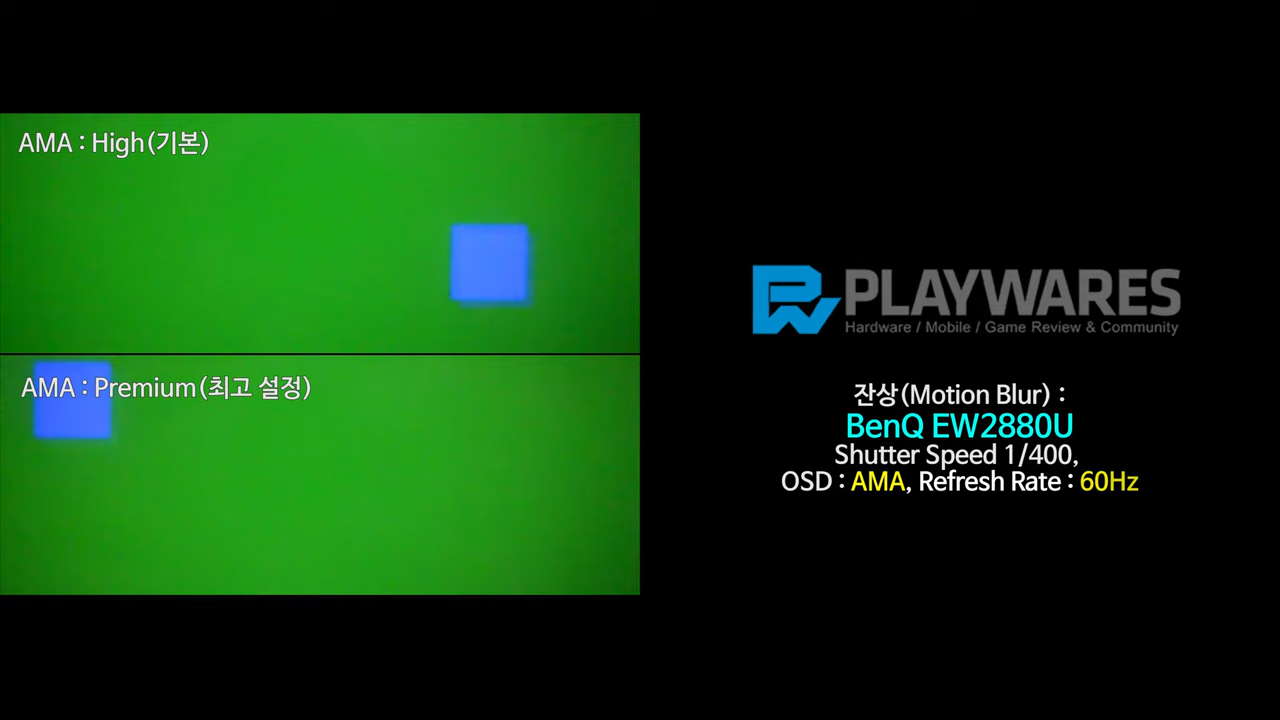 AMA : High(기본)
AMA : Premium(최고 설정)
PLAYWARES
Hardware / Mobile / Game Review & Community
잔상(Motion Blur) :
BenQ EW2880U
Shutter Speed 1/400,
OSD : AMA, Refresh Rate : 60Hz